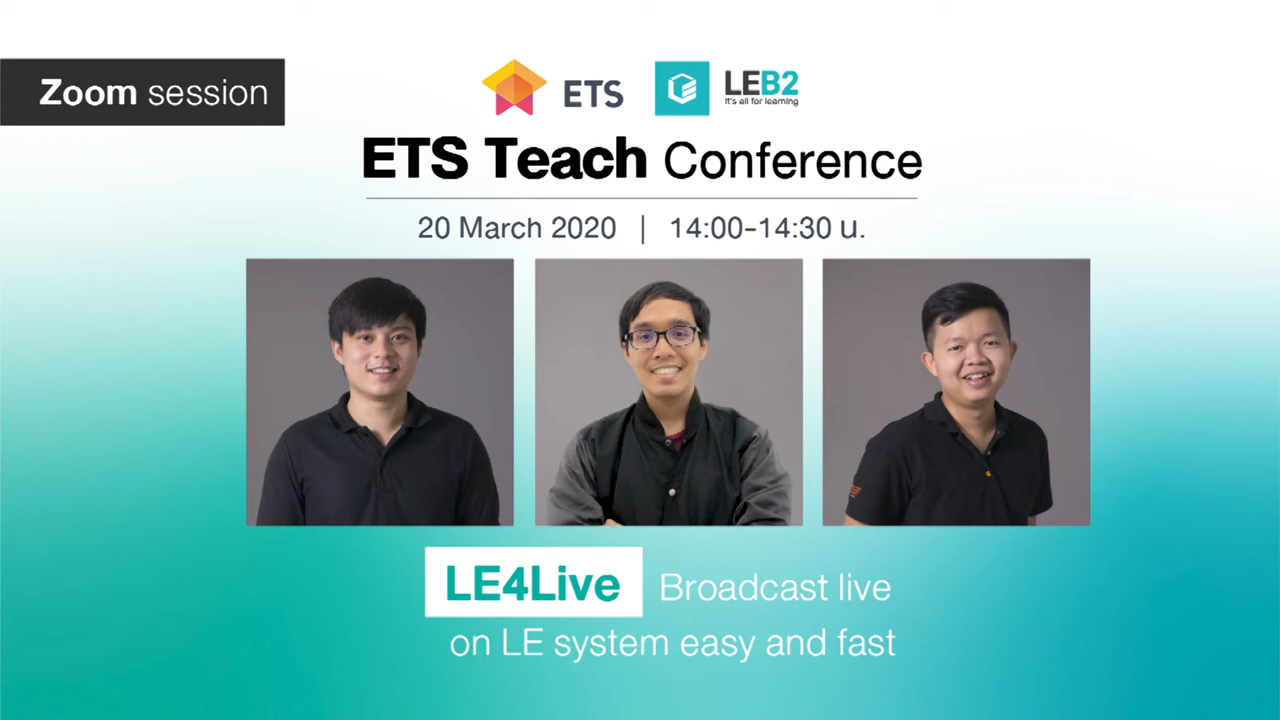 Zoom session
ETS
LEB2
It's all for learning
ETS Teach Conference
20 March 2020 | 14:00-14:30 น.
LE4Live Broadcast live
on LE system easy and fast